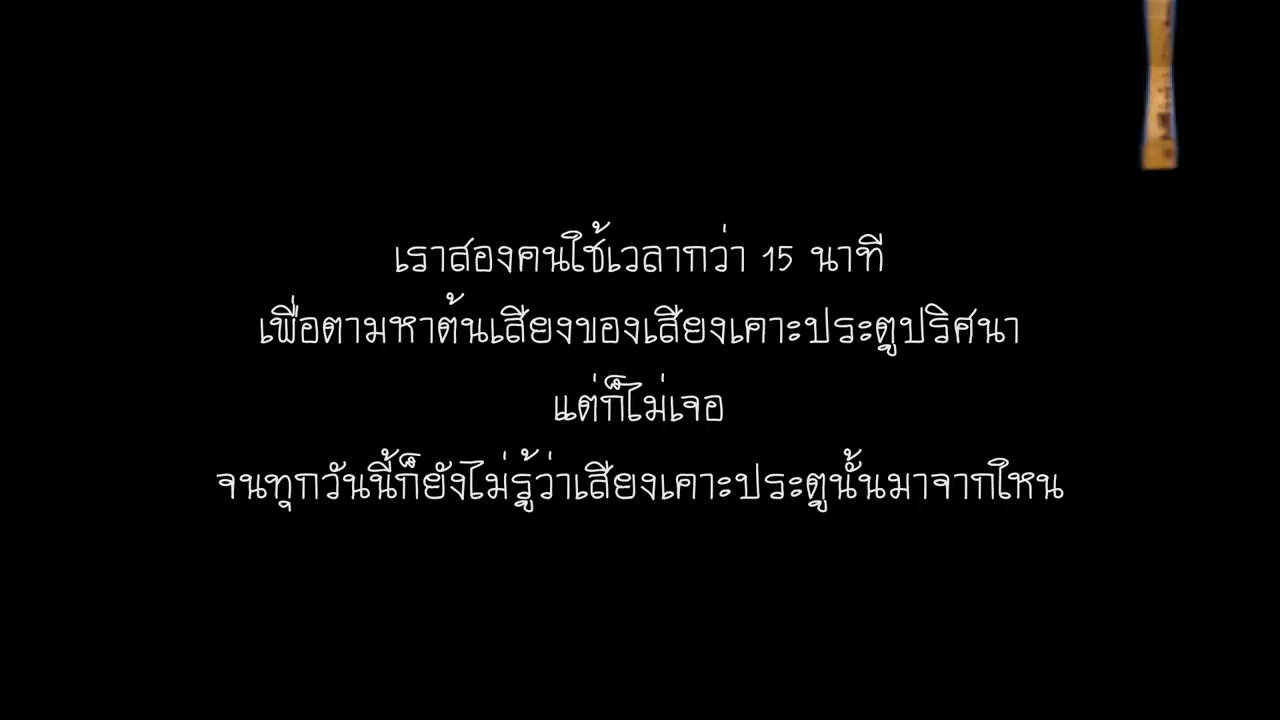 เราสองคนใช้เวลากว่า 15 นาที
เพื่อตามหาต้นเสียงของเสียงเคาะประตูปริศนา
แต่ก็ไม่เจอ
จนทุกวันนี้ก็ยังไม่รู้ว่าเสียงเคาะประตูนั้นมาจากใหน